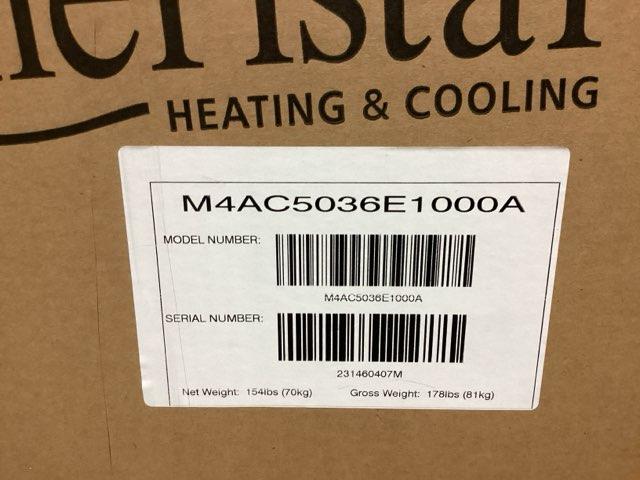 HEATING & COOLING
M4AC5036E1000A
MODEL NUMBER:
M4AC5036E1000A
SERIAL NUMBER:
231460407M
Net Weight: 154lbs (70kg) Gross Weight: 178lbs (81kg)